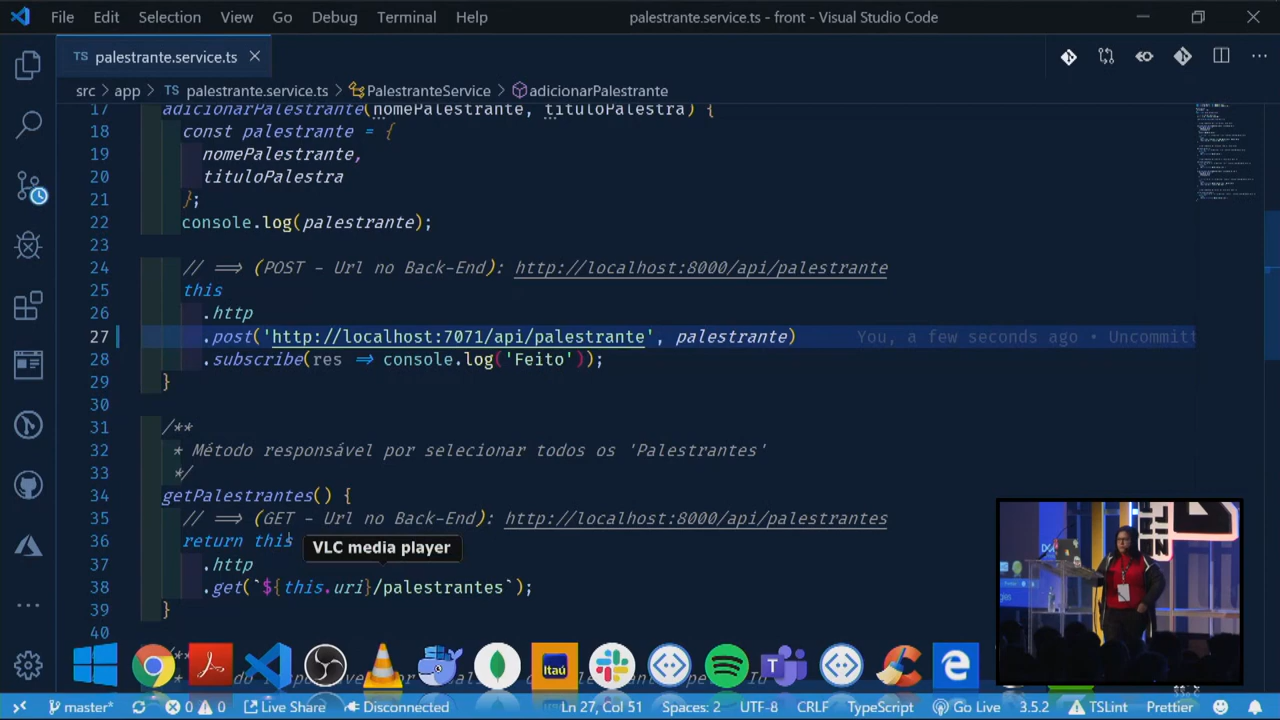 File Edit Selection View Go Debug Terminal Help palestrante.service.ts - front - Visual Studio Code
TS palestrante.service.ts
src > app > TS palestrante.service.ts > PalestranteService > adicionarPalestrante
17 adicionarPalestrante(nomePalestrante, tituloPalestra) {
18 const palestrante = {
19 nomePalestrante,
20 tituloPalestra
21 };
22 console.log(palestrante);
23
24 // ==> (POST - Url no Back-End): http://localhost:8000/api/palestrante
25 this
26 .http
27 .post('http://localhost:7071/api/palestrante', palestrante) You, a few seconds ago • Uncommitt
28 .subscribe(res => console.log('Feito'));
29 }
30
31 /**
32 * Método responsável por selecionar todos os 'Palestrantes'
33 */
34 getPalestrantes() {
35 // ==> (GET - Url no Back-End): http://localhost:8000/api/palestrantes
36 return this
VLC media player
37 .http
38 .get(`${this.uri}/palestrantes`);
39 }
40
Itaú
master* 0 0 Live Share Disconnected Ln 27, Col 51 Spaces: 2 UTF-8 CRLF TypeScript Go Live 3.5.2 TSLint Prettier